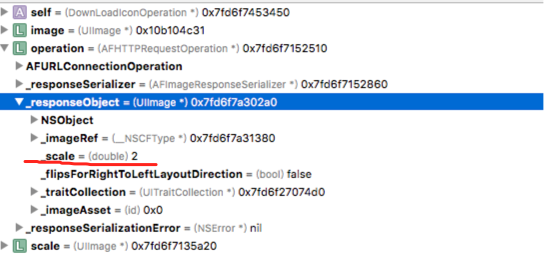 A self = (DownLoadIconOperation *) 0x7fd6f7453450
L image = (UIImage *) 0x10b104c31
L operation = (AFHTTPRequestOperation *) 0x7fd6f7152510
AFURLConnectionOperation
_responseSerializer = (AFImageResponseSerializer *) 0x7fd6f7152860
_responseObject = (UIImage *) 0x7fd6f7a302a0
NSObject
_imageRef = (__NSCFType *) 0x7fd6f7a31380
_scale = (double) 2
_flipsForRightToLeftLayoutDirection = (bool) false
_traitCollection = (UITraitCollection *) 0x7fd6f27074d0
_imageAsset = (id) 0x0
_responseSerializationError = (NSError *) nil
L scale = (UIImage *) 0x7fd6f7135a20